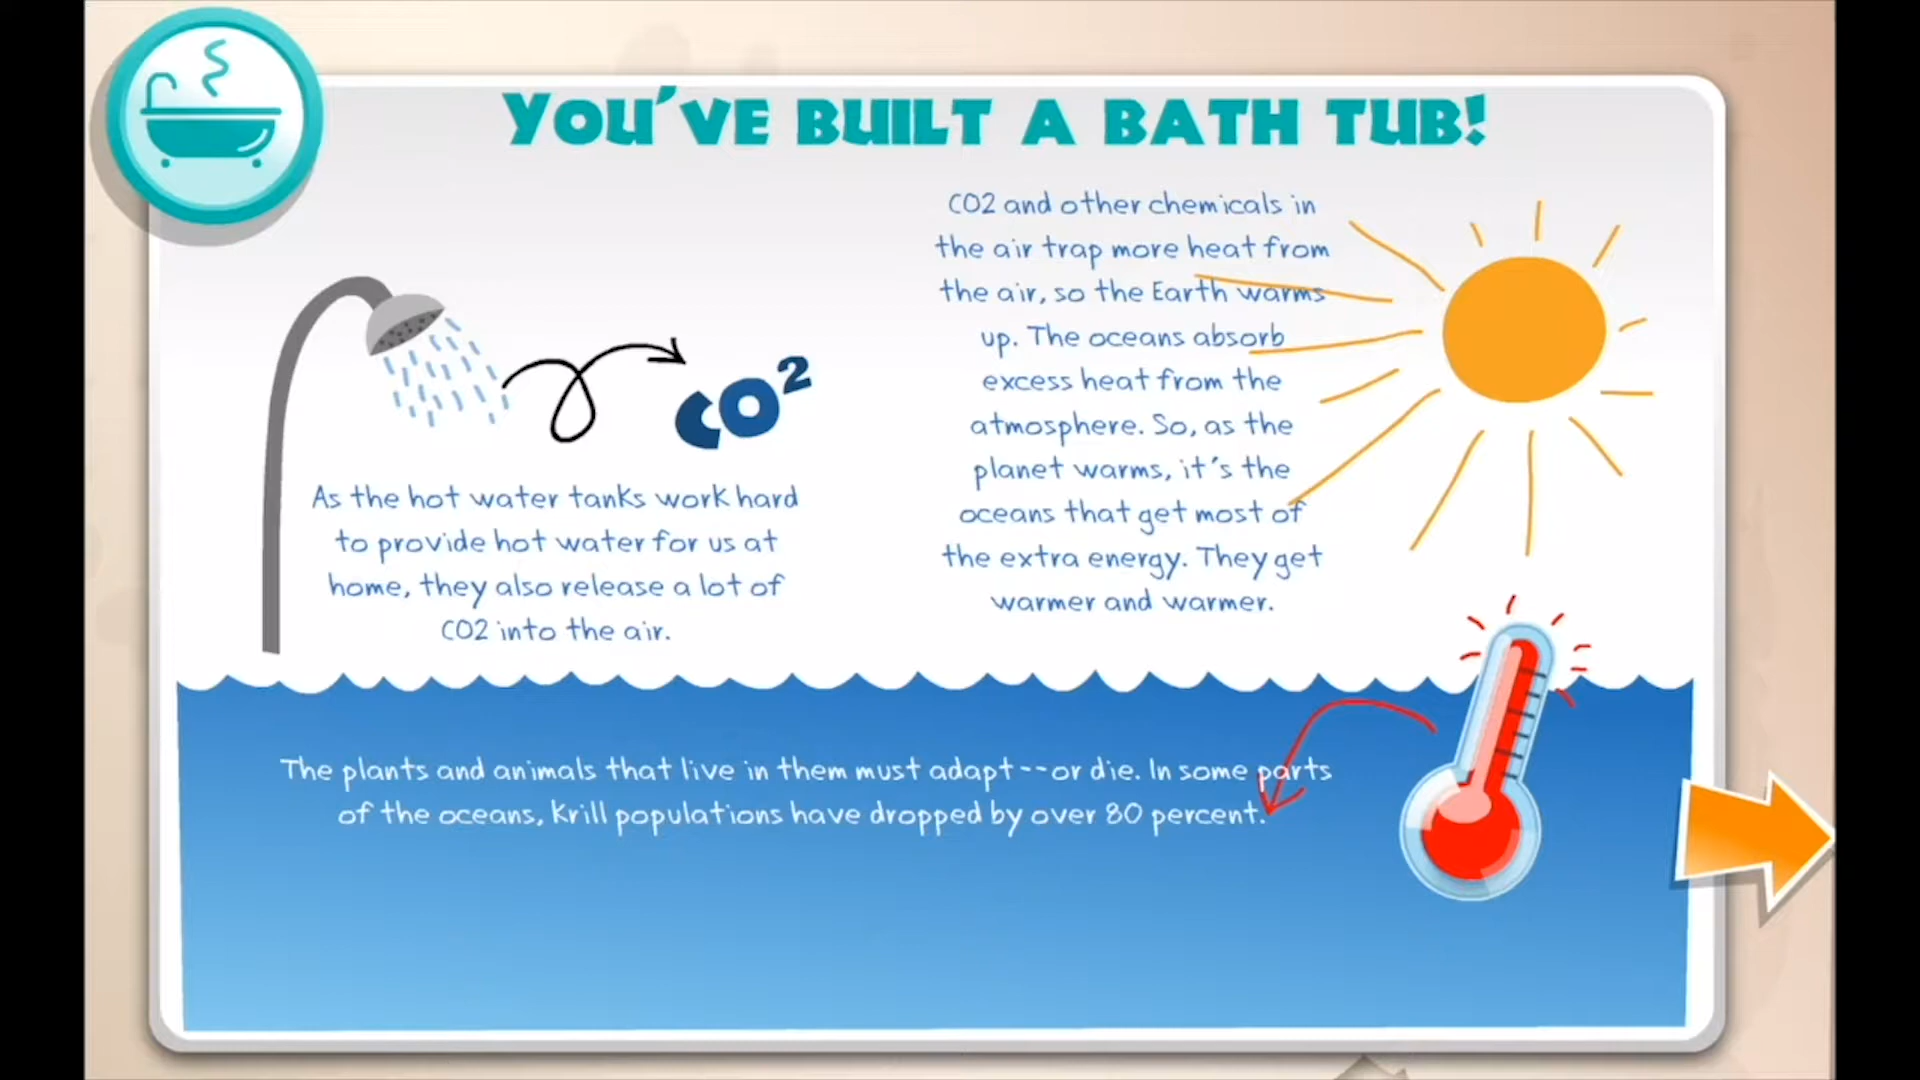 YOU'VE BUILT A BATH TUB!
CO²
As the hot water tanks work hard
to provide hot water for us at
home, they also release a lot of
CO2 into the air.
CO2 and other chemicals in
the air trap more heat from
the air, so the Earth warms
up. The oceans absorb
excess heat from the
atmosphere. So, as the
planet warms, it's the
oceans that get most of
the extra energy. They get
warmer and warmer.
The plants and animals that live in them must adapt--or die. In some parts
of the oceans, Krill populations have dropped by over 80 percent.